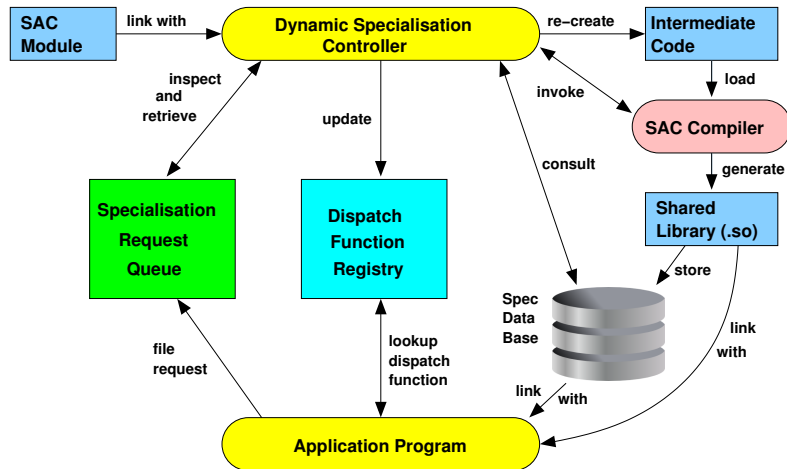 SAC
Module
link with
Dynamic Specialisation
Controller
re-create
Intermediate
Code
inspect
and
retrieve
update
invoke
load
SAC Compiler
consult
generate
Specialisation
Request
Queue
Dispatch
Function
Registry
Shared
Library (.so)
store
Spec
Data
Base
link
with
file
request
lookup
dispatch
function
link
with
Application Program